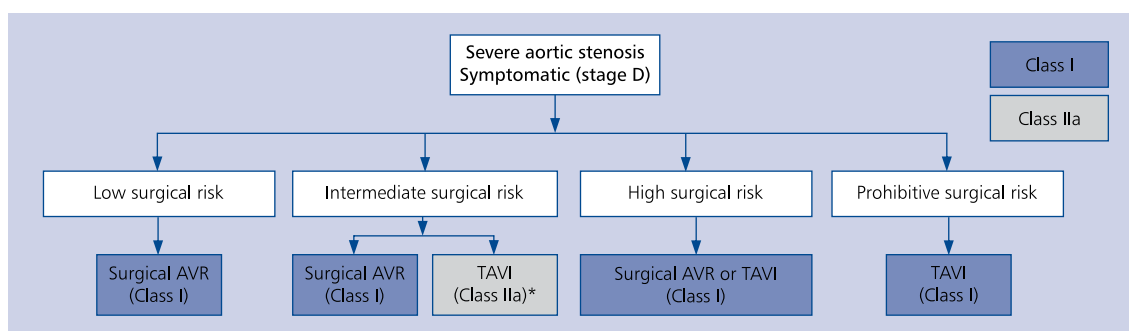 Severe aortic stenosis
Symptomatic (stage D)
Class I
Class IIa
Low surgical risk
Intermediate surgical risk
High surgical risk
Prohibitive surgical risk
Surgical AVR
(Class I)
Surgical AVR
(Class I)
TAVI
(Class IIa)*
Surgical AVR or TAVI
(Class I)
TAVI
(Class I)